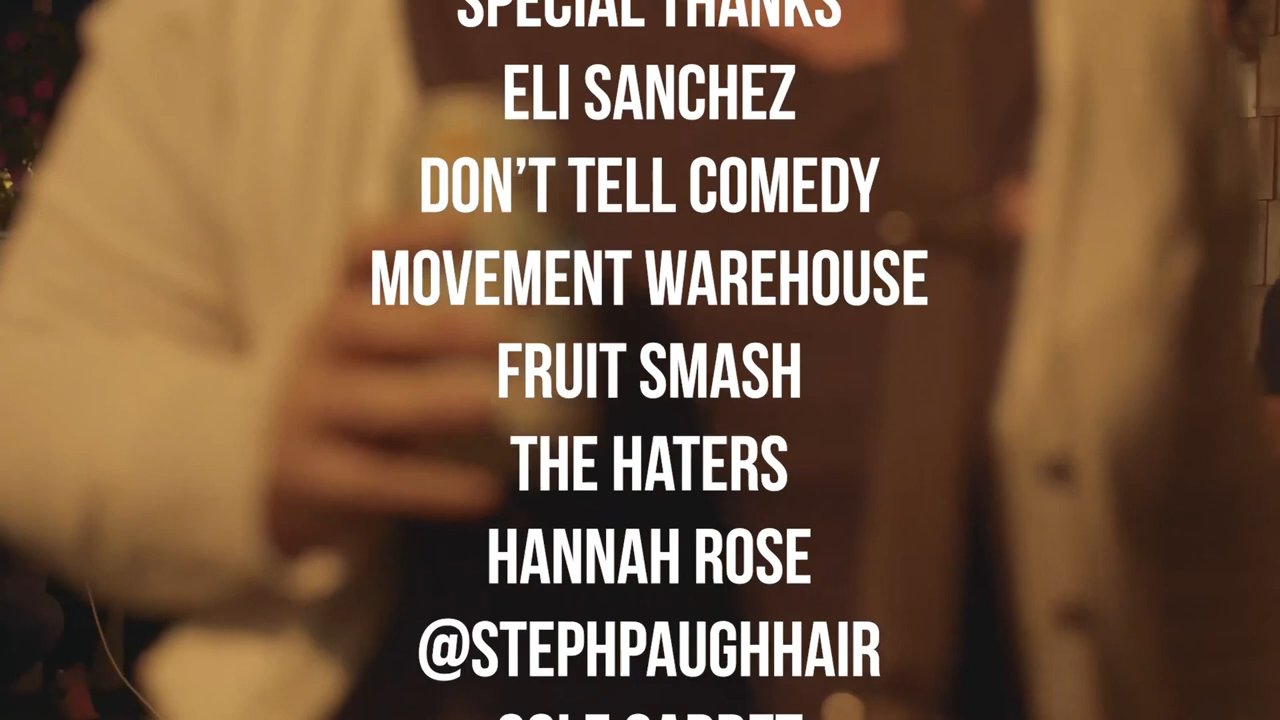 SPECIAL THANKS
ELI SANCHEZ
DON'T TELL COMEDY
MOVEMENT WAREHOUSE
FRUIT SMASH
THE HATERS
HANNAH ROSE
@STEPHPAUGHHAIR